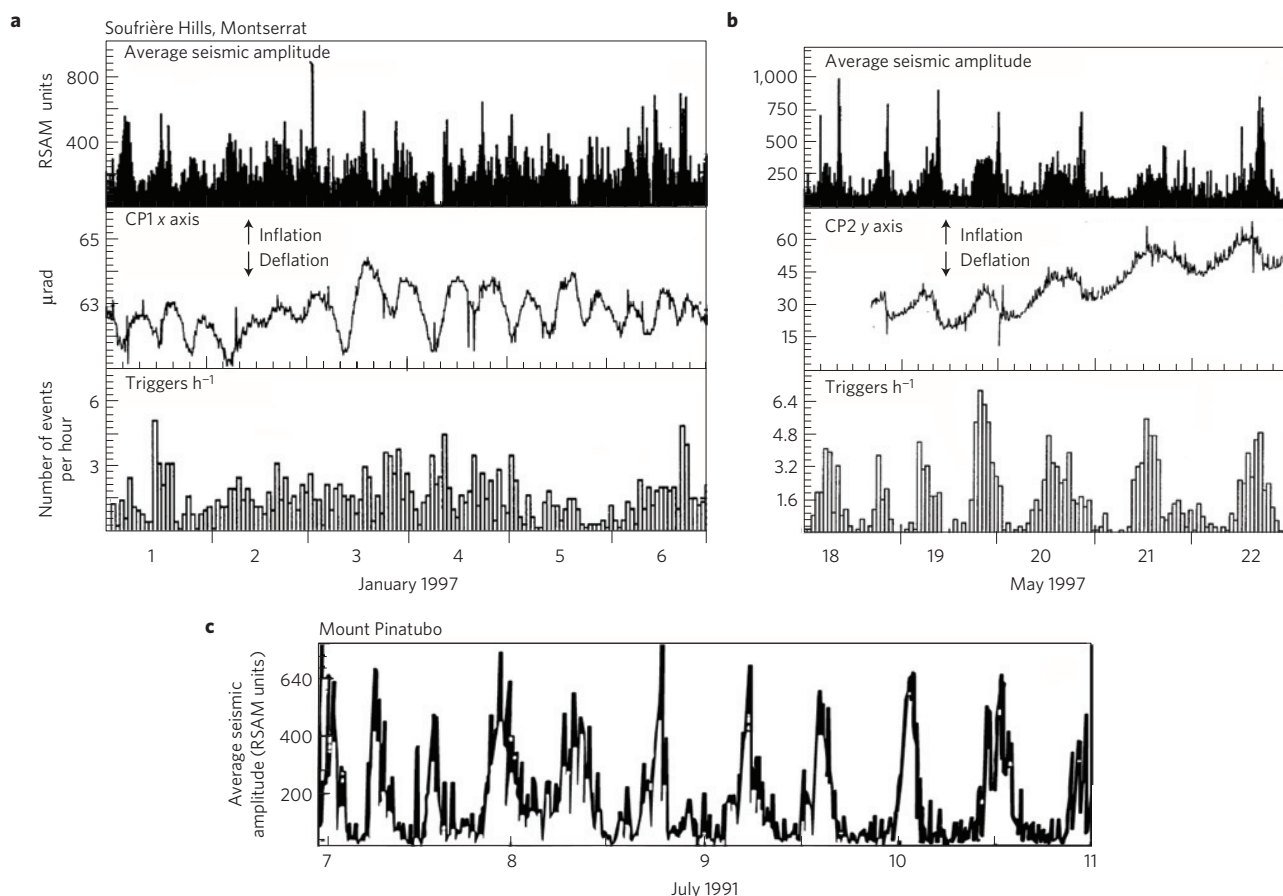 a
Soufrière Hills, Montserrat
Average seismic amplitude
RSAM units
800
400
CP1 x axis
Inflation
Deflation
µrad
65
63
Triggers h⁻¹
Number of events
per hour
6
3
1 2 3 4 5 6
January 1997
b
Average seismic amplitude
1,000
750
500
250
CP2 y axis
Inflation
Deflation
60
45
30
15
Triggers h⁻¹
6.4
4.8
3.2
1.6
18 19 20 21 22
May 1997
c
Mount Pinatubo
Average seismic
amplitude (RSAM units)
640
400
200
7 8 9 10 11
July 1991